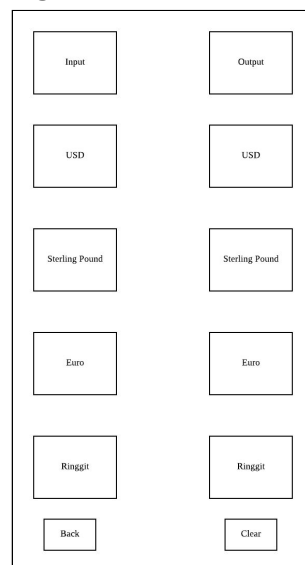 Input
Output
USD
USD
Sterling Pound
Sterling Pound
Euro
Euro
Ringgit
Ringgit
Back
Clear